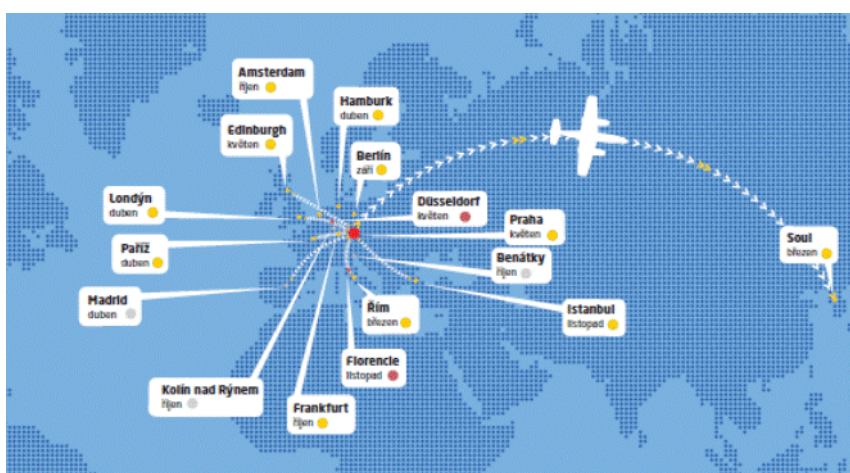 Amsterdam
říjen
Hamburk
duben
Edinburgh
květen
Berlín
září
Londýn
duben
Düsseldorf
květen
Praha
květen
Soul
březen
Paříž
duben
Benátky
říjen
Madrid
duben
Řím
březen
Istanbul
listopad
Florencie
listopad
Kolín nad Rýnem
říjen
Frankfurt
říjen